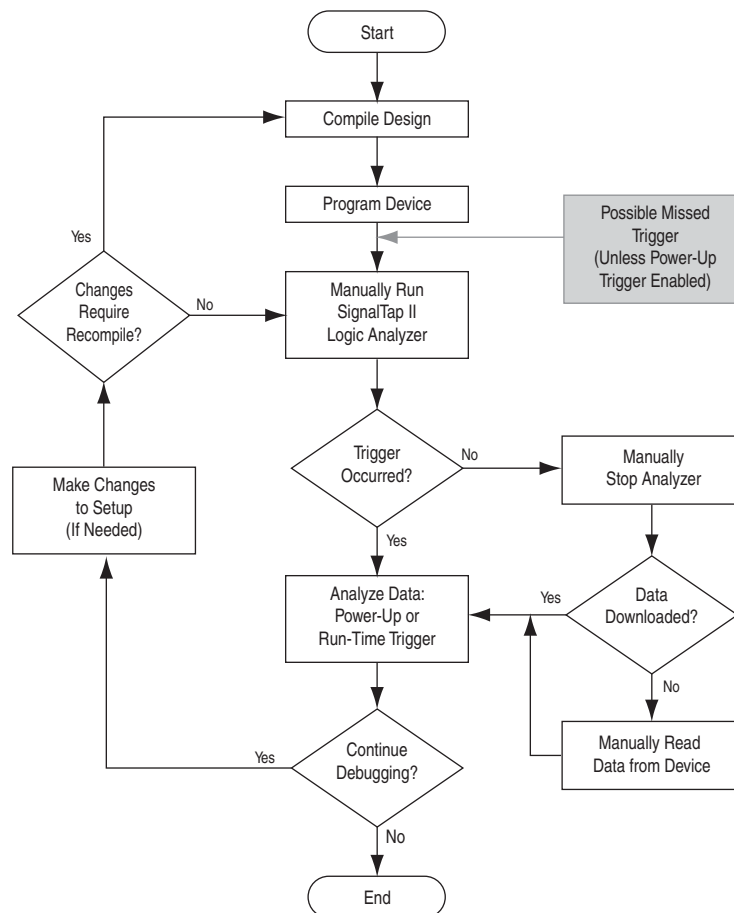 Start
Compile Design
Program Device
Possible Missed
Trigger
(Unless Power-Up
Trigger Enabled)
Yes
Changes
Require
Recompile?
No
Manually Run
SignalTap II
Logic Analyzer
Trigger
Occurred?
No
Manually
Stop Analyzer
Make Changes
to Setup
(If Needed)
Yes
Analyze Data:
Power-Up or
Run-Time Trigger
Yes
Data
Downloaded?
No
Manually Read
Data from Device
Yes
Continue
Debugging?
No
End